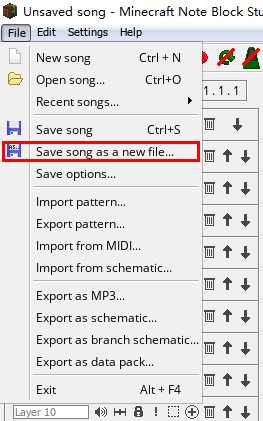 Unsaved song - Minecraft Note Block Stu
File Edit Settings Help
New song Ctrl + N
Open song... Ctrl+O
1.1.1
Recent songs...
Save song Ctrl+S
Save song as a new file...
Save options...
Import pattern...
Export pattern...
Import from MIDI...
Import from schematic...
Export as MP3...
Export as schematic...
Export as branch schematic...
Export as data pack...
Exit Alt + F4
Layer 10